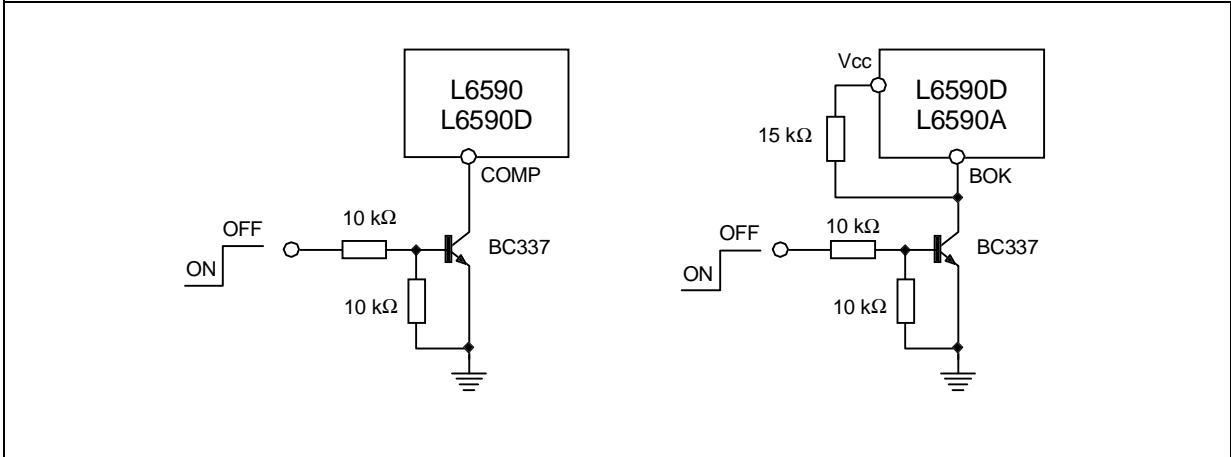 L6590
L6590D
COMP
10 kΩ
OFF
ON
BC337
10 kΩ
Vcc
L6590D
L6590A
15 kΩ
BOK
10 kΩ
OFF
ON
BC337
10 kΩ